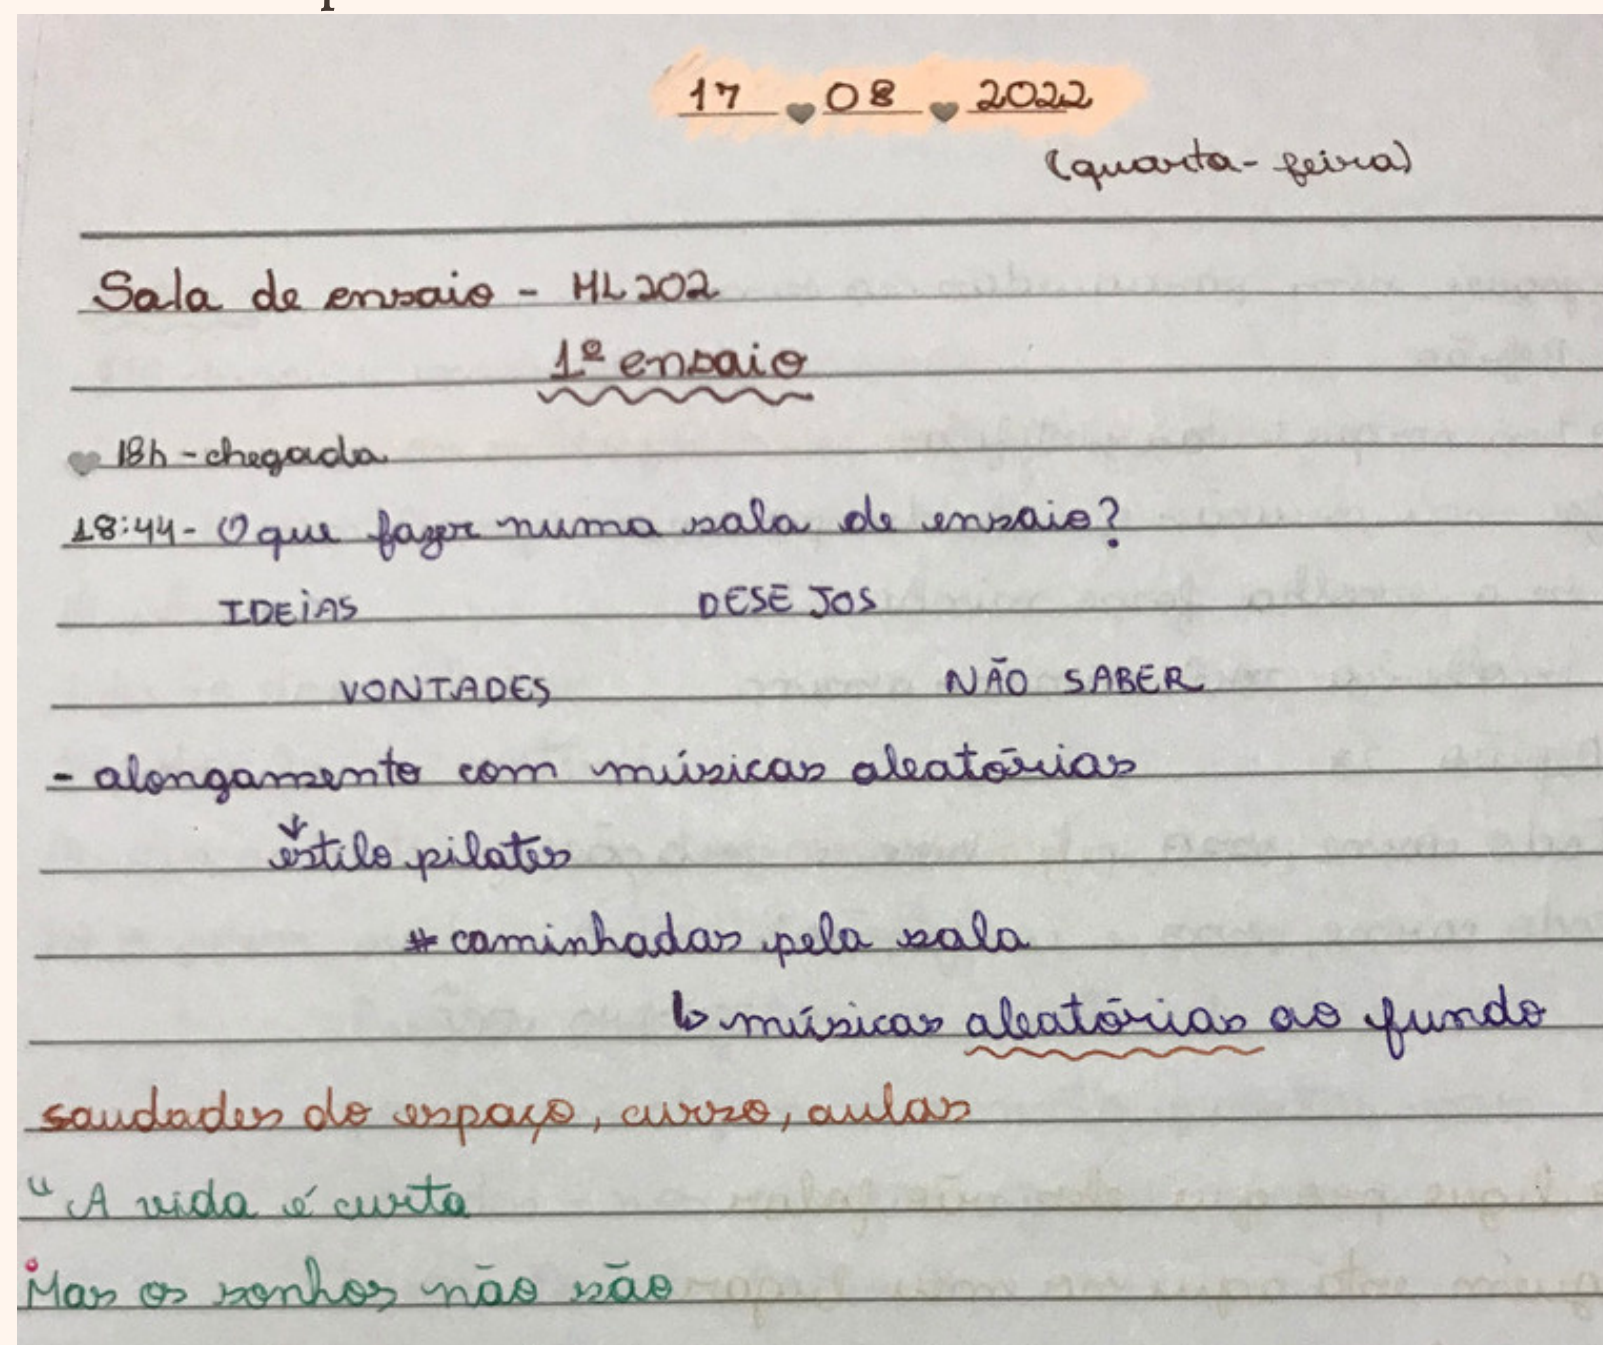 17 ♥ 08 ♥ 2022
(quarta-feira)
Sala de ensaio - HL202
1º ensaio
♥ 18h - chegada
18:44 - O que fazer numa sala de ensaio?
IDEIAS DESEJOS
VONTADES NÃO SABER
- alongamento com músicas aleatórias
↓
estilo pilates
* caminhadas pela sala
↳ músicas aleatórias ao fundo
saudades do espaço, curso, aulas
"A vida é curta
Mas os sonhos não são